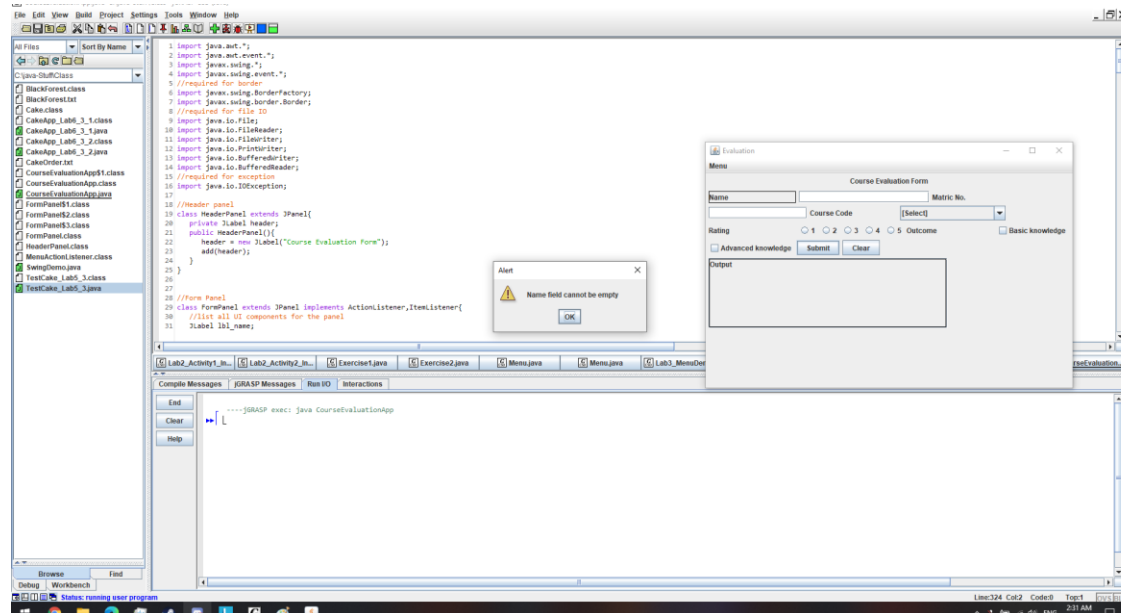 File Edit View Build Project Settings Tools Window Help
All Files Sort By Name
C:\java-Stuff\Class
BlackForest.class
BlackForest.txt
Cake.class
CakeApp_Lab6_3_1.class
CakeApp_Lab6_3_1.java
CakeApp_Lab6_3_2.class
CakeApp_Lab6_3_2.java
CakeOrder.txt
CourseEvaluationApp$1.class
CourseEvaluationApp.class
CourseEvaluationApp.java
FormPanel$1.class
FormPanel$2.class
FormPanel$3.class
FormPanel.class
HeaderPanel.class
MenuActionListener.class
SwingDemo.java
TestCake_Lab5_3.class
TestCake_Lab5_3.java
Browse Find
Debug Workbench
1 import java.awt.*;
2 import java.awt.event.*;
3 import javax.swing.*;
4 import javax.swing.event.*;
5 //required for border
6 import javax.swing.BorderFactory;
7 import javax.swing.border.Border;
8 //required for file IO
9 import java.io.File;
10 import java.io.FileReader;
11 import java.io.FileWriter;
12 import java.io.PrintWriter;
13 import java.io.BufferedWriter;
14 import java.io.BufferedReader;
15 //required for exception
16 import java.io.IOException;
17
18 //Header panel
19 class HeaderPanel extends JPanel{
20 private JLabel header;
21 public HeaderPanel(){
22 header = new JLabel("Course Evaluation Form");
23 add(header);
24 }
25 }
26
27
28 //Form Panel
29 class FormPanel extends JPanel implements ActionListener,ItemListener{
30 //list all UI components for the panel
31 JLabel lbl_name;
Alert
Name field cannot be empty
OK
Evaluation
Menu
Course Evaluation Form
Name Matric No.
Course Code [Select]
Rating 1 2 3 4 5 Outcome Basic knowledge
Advanced knowledge Submit Clear
Output
Lab2_Activity1_In... Lab2_Activity2_In... Exercise1.java Exercise2.java Menu.java Menu.java Lab3_MenuDe rseEvaluation...
Compile Messages jGRASP Messages Run I/O Interactions
End
Clear
Help
----jGRASP exec: java CourseEvaluationApp
Status: running user program
Line:324 Col:2 Code:0 Top:1
ENG 2:31 AM